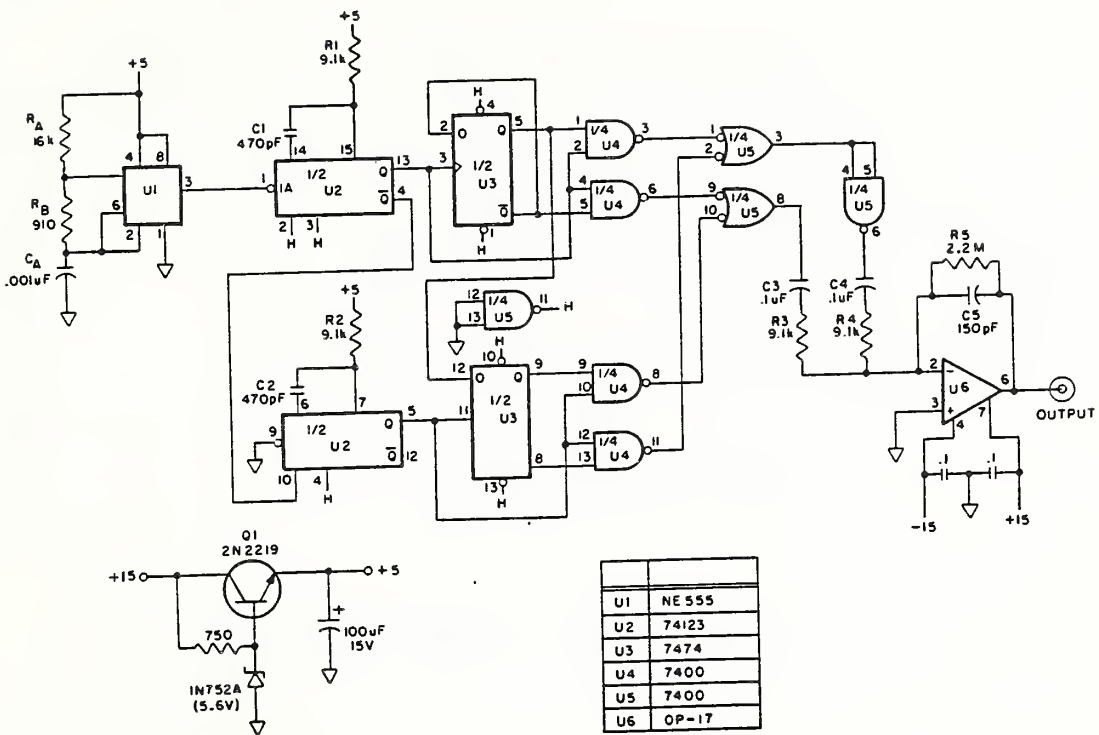 +5
R1
9.1k
+5
RA
16k
4 8
U1
3
RB
910
6
2 1
CA
.001uF
C1
470pF
14 15
1 1A 1/2 U2
Q 13
Q̅ 4
2 3
H H
H
4
2 O Q 5
3 1/2 U3
Q̅
1
H
1
2
1/4
U4
3
4
5
1/4
U4
6
1
2
1/4
U5
3
9
10
1/4
U5
8
4 5
1/4
U5
6
C3
.1uF
R3
9.1k
C4
.1uF
R4
9.1k
R5
2.2M
C5
150pF
2 −
3 +
U6
6
4 7
OUTPUT
.1 .1
-15 +15
12
13
1/4
U5
11
H
+5
R2
9.1k
C2
470pF
6 7
9 1/2 U2
Q 5
Q̅ 12
10 4
H
H
10
12 O Q 9
11 1/2 U3
8
13
H
9
10
1/4
U4
8
12
13
1/4
U4
11
Q1
2N2219
+15 +5
750
+
100uF
15V
1N752A
(5.6V)
U1 NE555
U2 74123
U3 7474
U4 7400
U5 7400
U6 OP-17